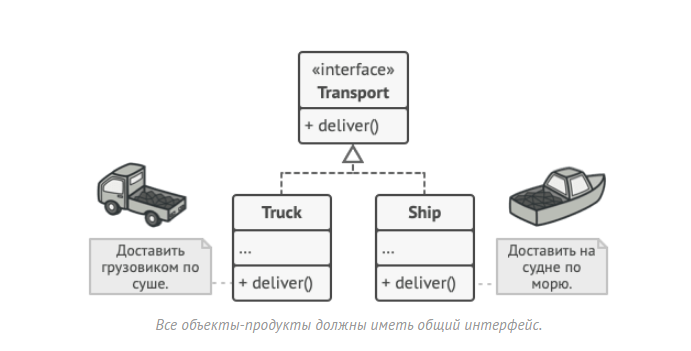 «interface»
Transport
+ deliver()
Truck
...
+ deliver()
Ship
...
+ deliver()
Доставить
грузовиком по
суше.
Доставить на
судне по
морю.
Все объекты-продукты должны иметь общий интерфейс.